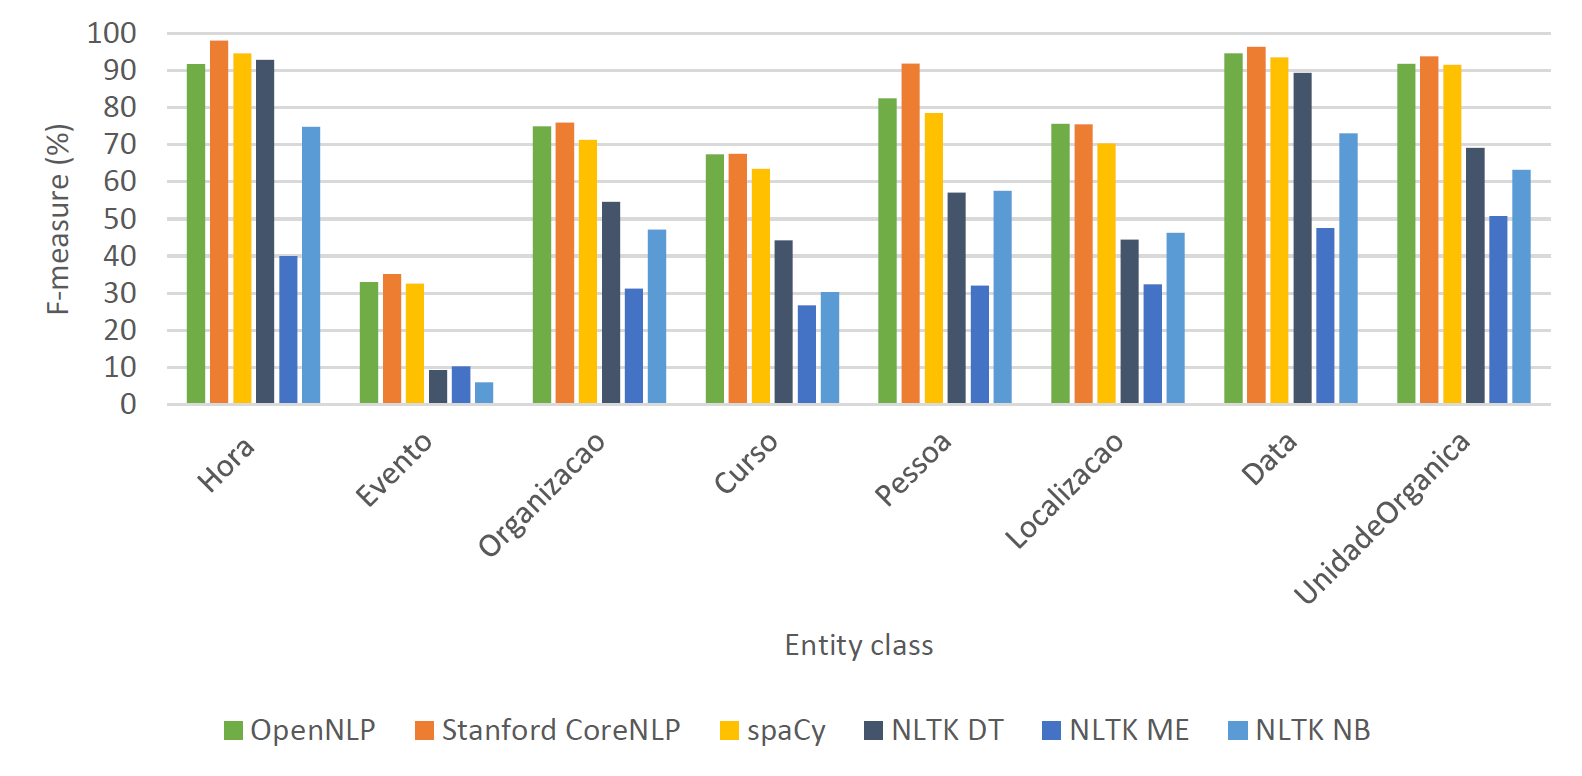 100
90
80
70
60
50
40
30
20
10
0
F-measure (%)
Hora
Evento
Organizacao
Curso
Pessoa
Localizacao
Data
UnidadeOrganica
Entity class
OpenNLP Stanford CoreNLP spaCy NLTK DT NLTK ME NLTK NB